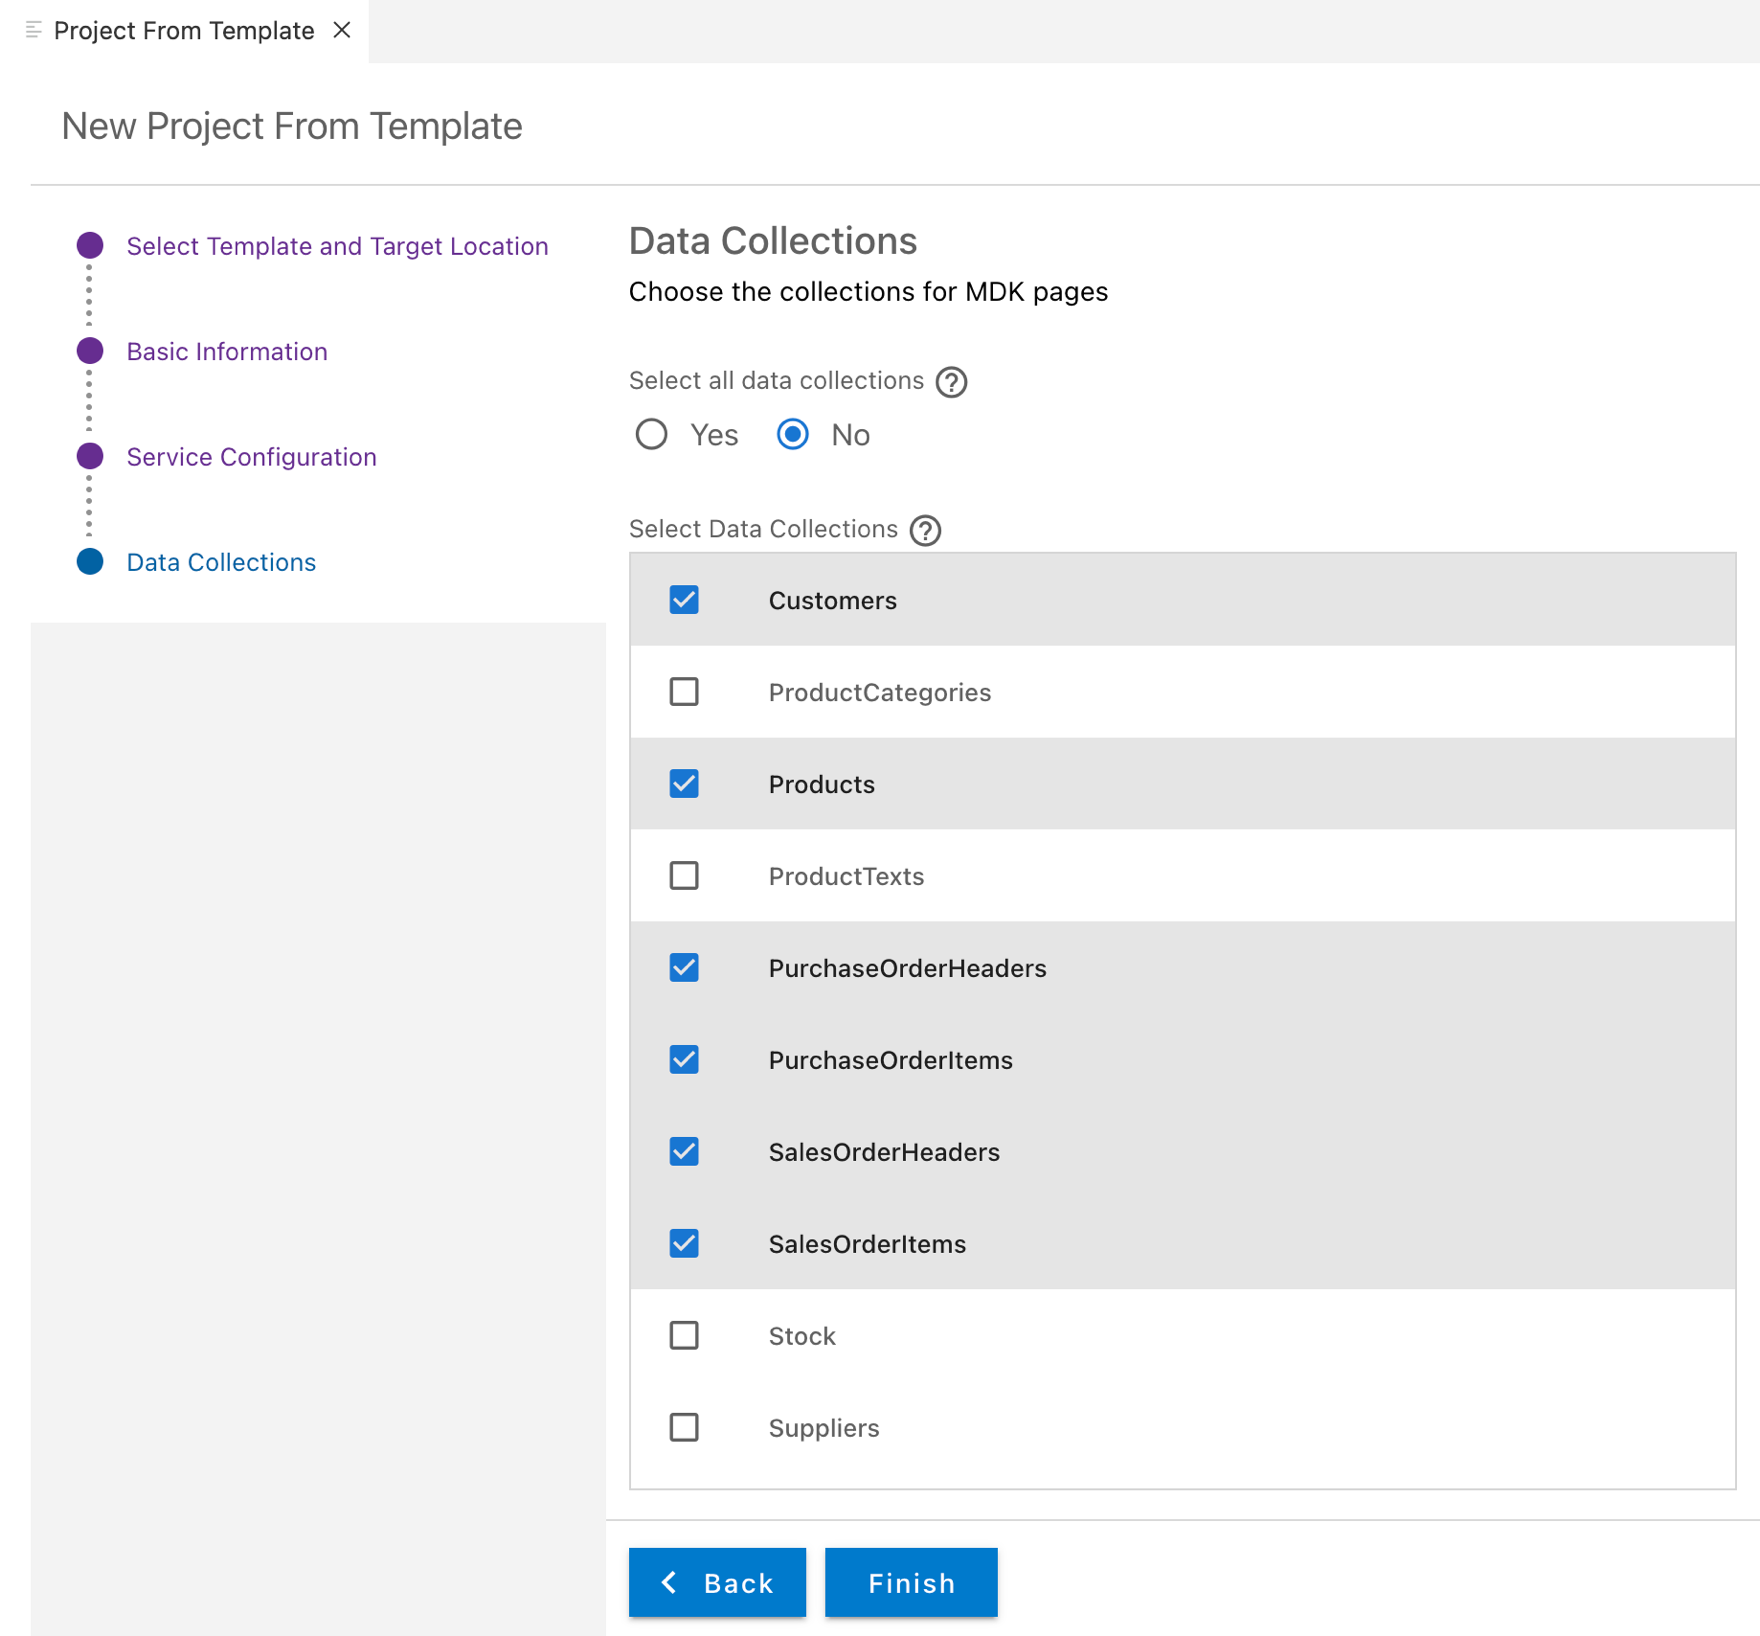 Project From Template
New Project From Template
Select Template and Target Location
Basic Information
Service Configuration
Data Collections
Data Collections
Choose the collections for MDK pages
Select all data collections ?
Yes No
Select Data Collections ?
Customers
ProductCategories
Products
ProductTexts
PurchaseOrderHeaders
PurchaseOrderItems
SalesOrderHeaders
SalesOrderItems
Stock
Suppliers
Back Finish